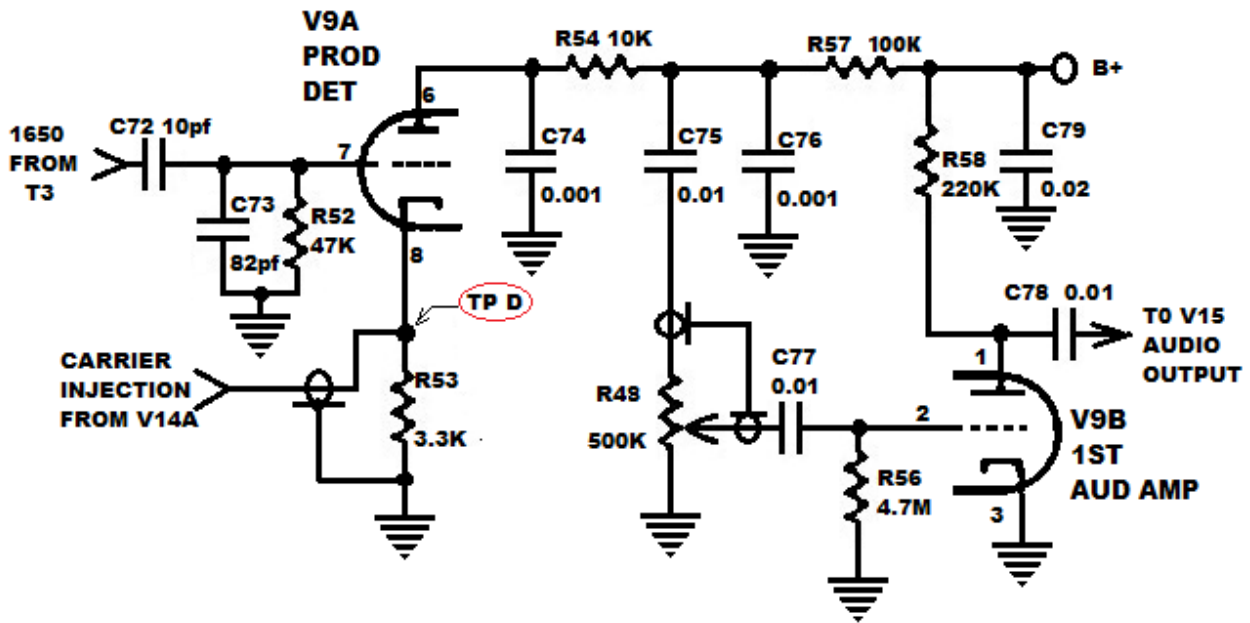 V9A
PROD
DET
R54 10K
R57 100K
B+
6
C72 10pf
1650
FROM
T3
7
C73
82pf
R52
47K
8
C74
0.001
C75
0.01
C76
0.001
R58
220K
C79
0.02
TP D
CARRIER
INJECTION
FROM V14A
R53
3.3K
R48
500K
C77
0.01
C78 0.01
T0 V15
AUDIO
OUTPUT
1
2
3
R56
4.7M
V9B
1ST
AUD AMP